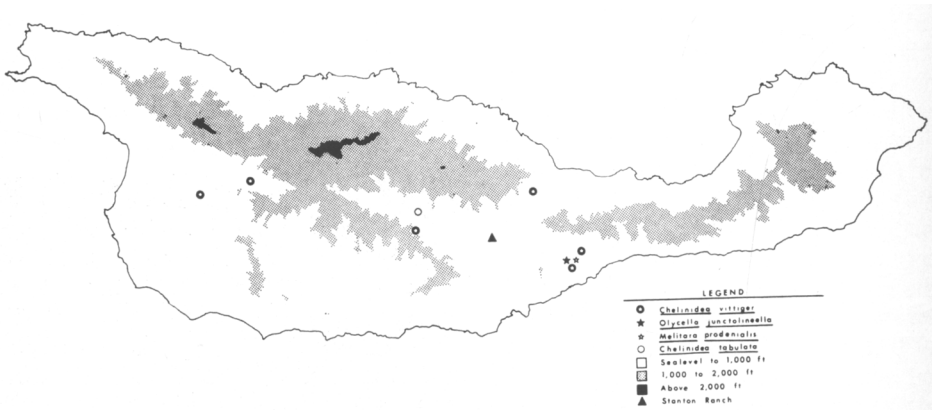 LEGEND
Chelinidea vittiger
Olycella junctolineella
Melitara prodenialis
Chelinidea tabulata
Sealevel to 1,000 ft
1,000 to 2,000 ft
Above 2,000 ft
Stanton Ranch